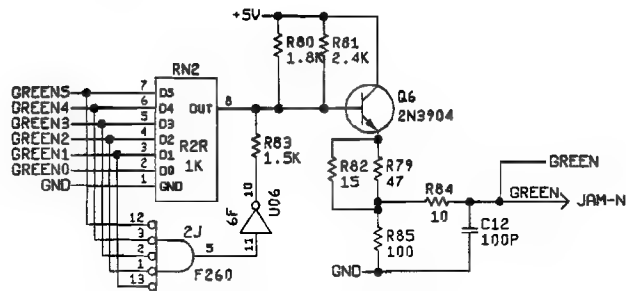 +5V
R80
1.8K
R81
2.4K
RN2
Q6
2N3904
GREEN5
7
D5
GREEN4
6
D4
OUT
8
GREEN3
5
D3
GREEN2
4
D2
R2R
GREEN1
3
D1
1K
GREEN0
2
D0
GND
1
GND
R83
1.5K
R82
15
R79
47
GREEN
R84
10
GREEN
JAM-N
10
6F
U06
11
12
3
2
1
13
2J
5
F260
R85
100
C12
100P
GND